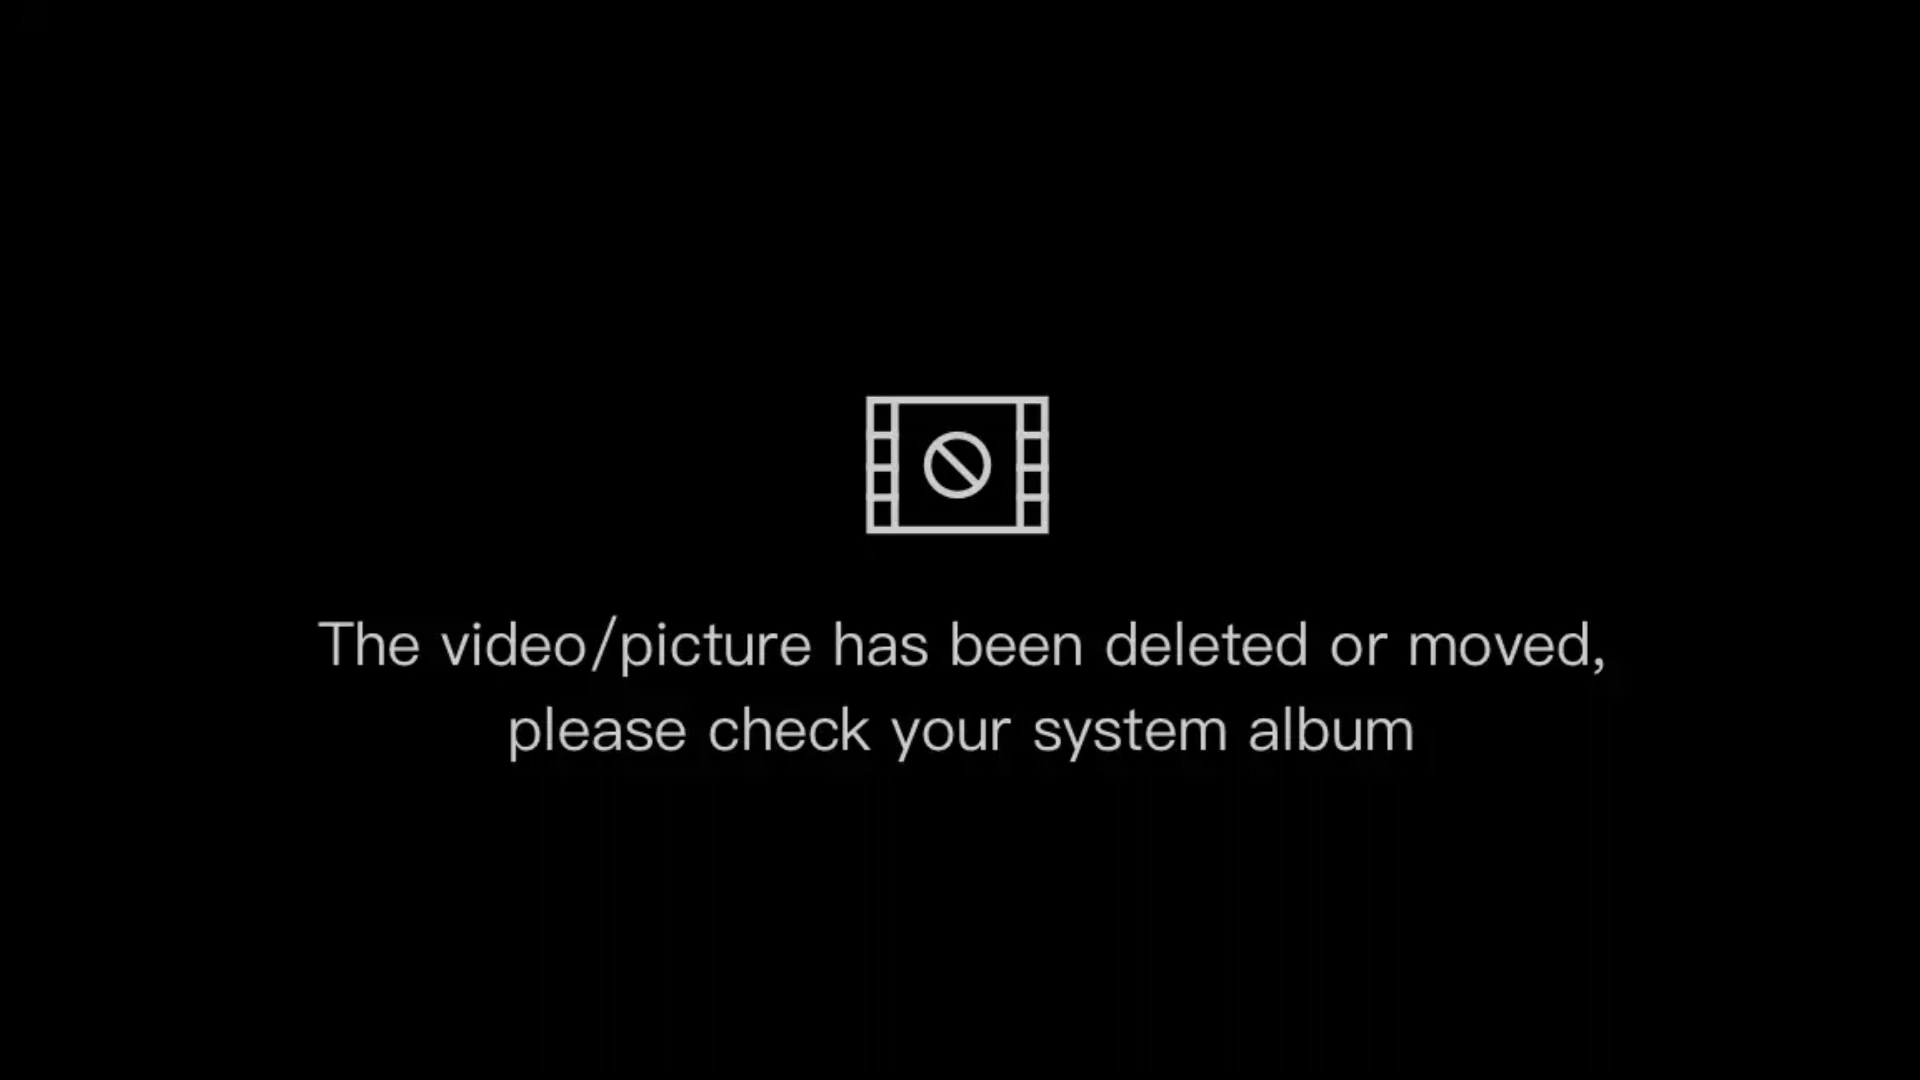 The video/picture has been deleted or moved,
please check your system album